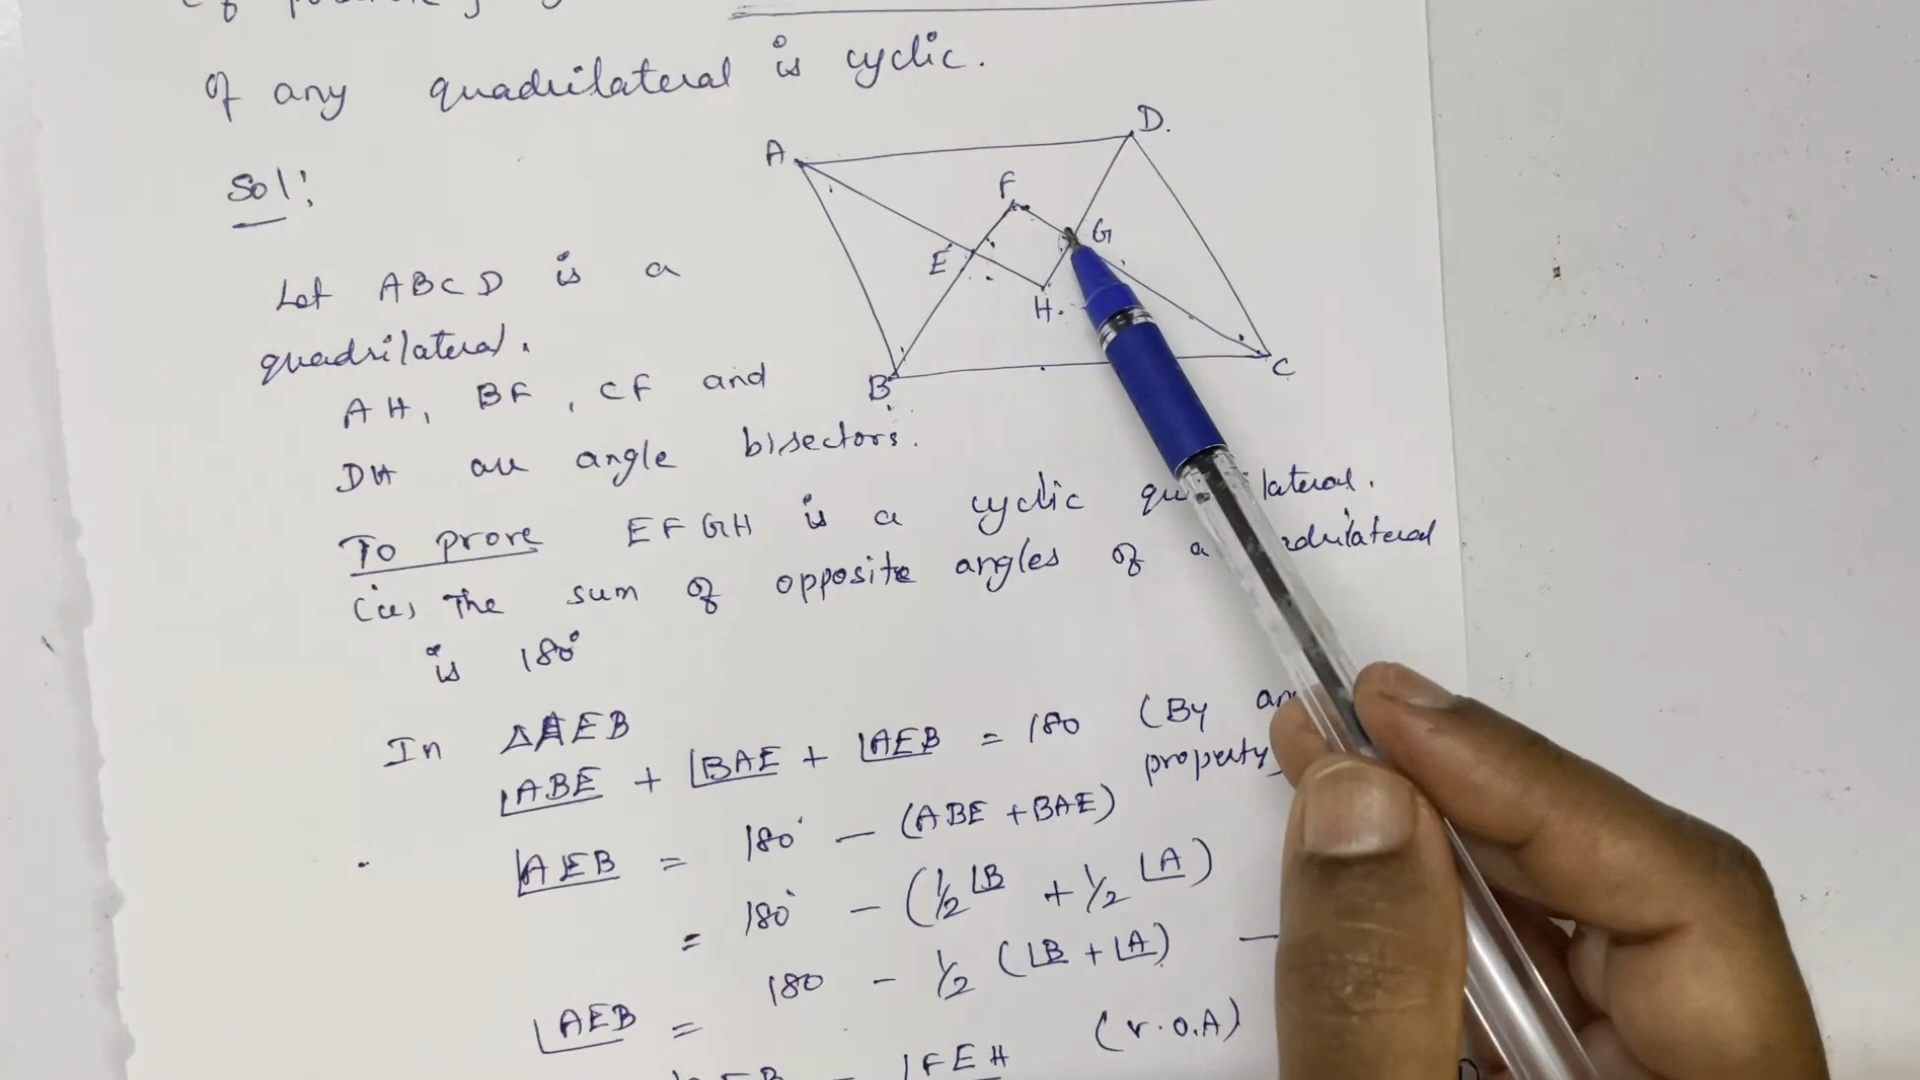 of any quadrilateral is cyclic.
Sol:
A
D.
F
G
E
H.
B
C
Let ABCD is a
quadrilateral.
AH, BF, CF and
DH are angle bisectors.
To prove EFGH is a cyclic lateral.
(ie) The sum of opposite angles of a
is 180°
In ΔAEB
∠ABE + ∠BAE + ∠AEB = 180 (By
property
∠AEB = 180° — (ABE + BAE)
= 180° — (1/2 ∠B + 1/2 ∠A)
∠AEB = 180 - 1/2 (∠B + ∠A) —
∠FEH (V.O.A)